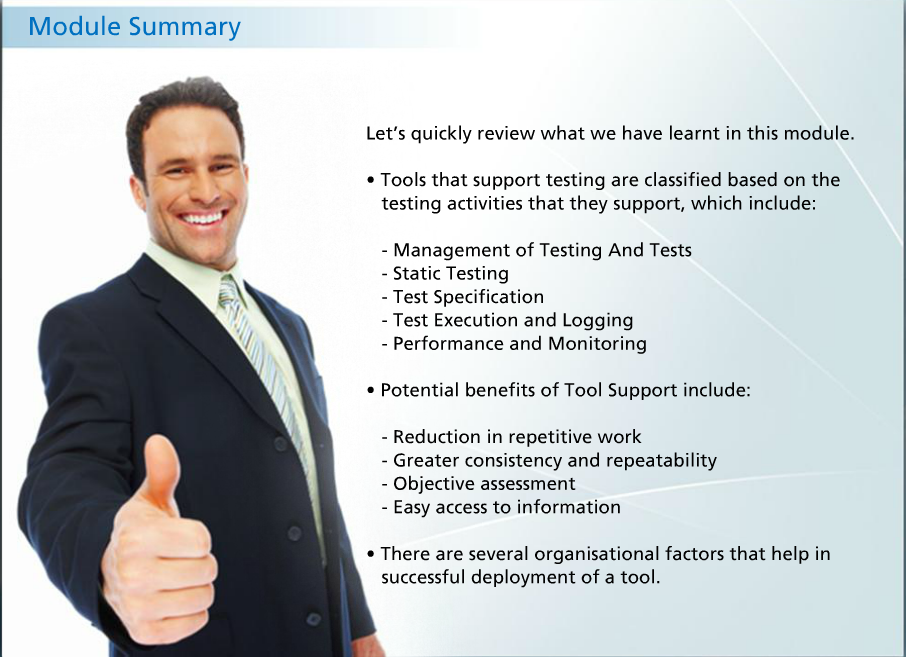 Module Summary
Let's quickly review what we have learnt in this module.
• Tools that support testing are classified based on the
testing activities that they support, which include:
- Management of Testing And Tests
- Static Testing
- Test Specification
- Test Execution and Logging
- Performance and Monitoring
• Potential benefits of Tool Support include:
- Reduction in repetitive work
- Greater consistency and repeatability
- Objective assessment
- Easy access to information
• There are several organisational factors that help in
successful deployment of a tool.